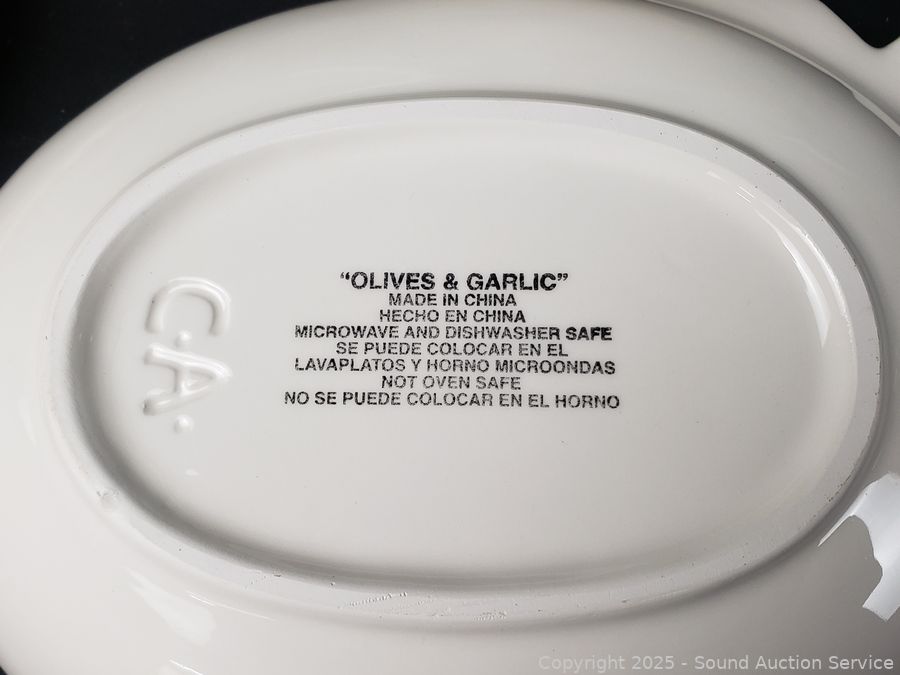 "OLIVES & GARLIC"
MADE IN CHINA
HECHO EN CHINA
MICROWAVE AND DISHWASHER SAFE
SE PUEDE COLOCAR EN EL
LAVAPLATOS Y HORNO MICROONDAS
NOT OVEN SAFE
NO SE PUEDE COLOCAR EN EL HORNO
C.A.
Copyright 2025 - Sound Auction Service